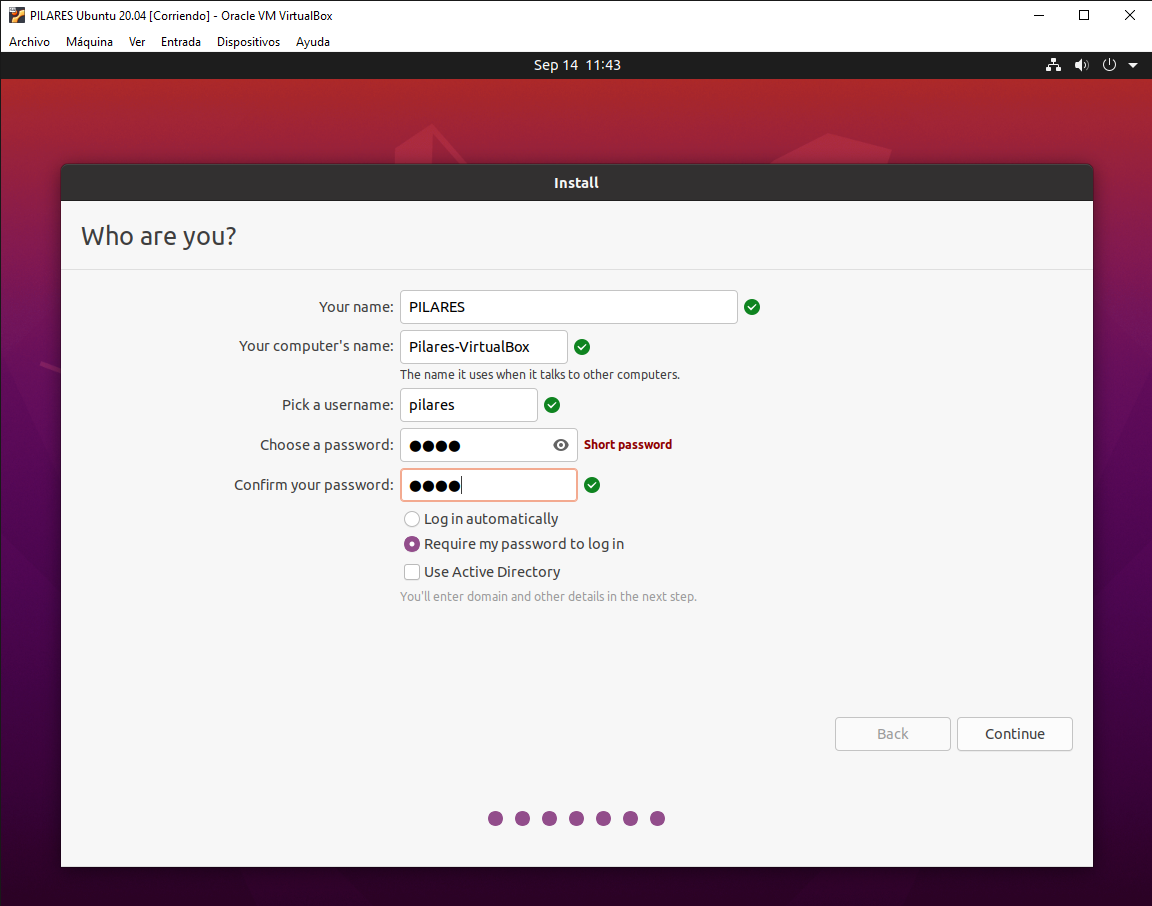 PILARES Ubuntu 20.04 [Corriendo] - Oracle VM VirtualBox
Archivo Máquina Ver Entrada Dispositivos Ayuda
Sep 14 11:43
Install
Who are you?
Your name: PILARES
Your computer's name: Pilares-VirtualBox
The name it uses when it talks to other computers.
Pick a username: pilares
Choose a password: ●●●● Short password
Confirm your password: ●●●●
Log in automatically
Require my password to log in
Use Active Directory
You'll enter domain and other details in the next step.
Back Continue